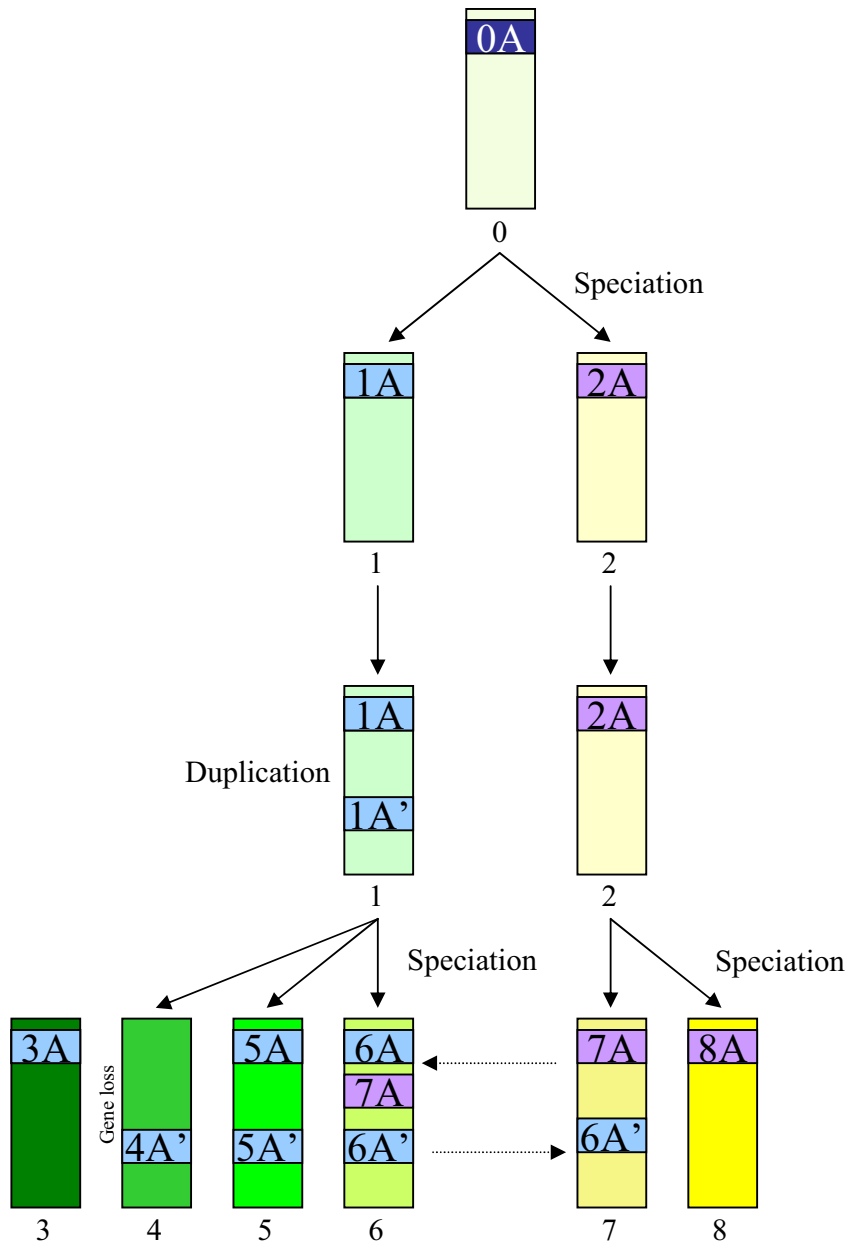 0A
0
Speciation
1A
2A
1
2
1A
2A
Duplication
1A’
1
2
Speciation
Speciation
3A
5A
6A
7A
8A
7A
Gene loss
4A’
5A’
6A’
6A’
3
4
5
6
7
8